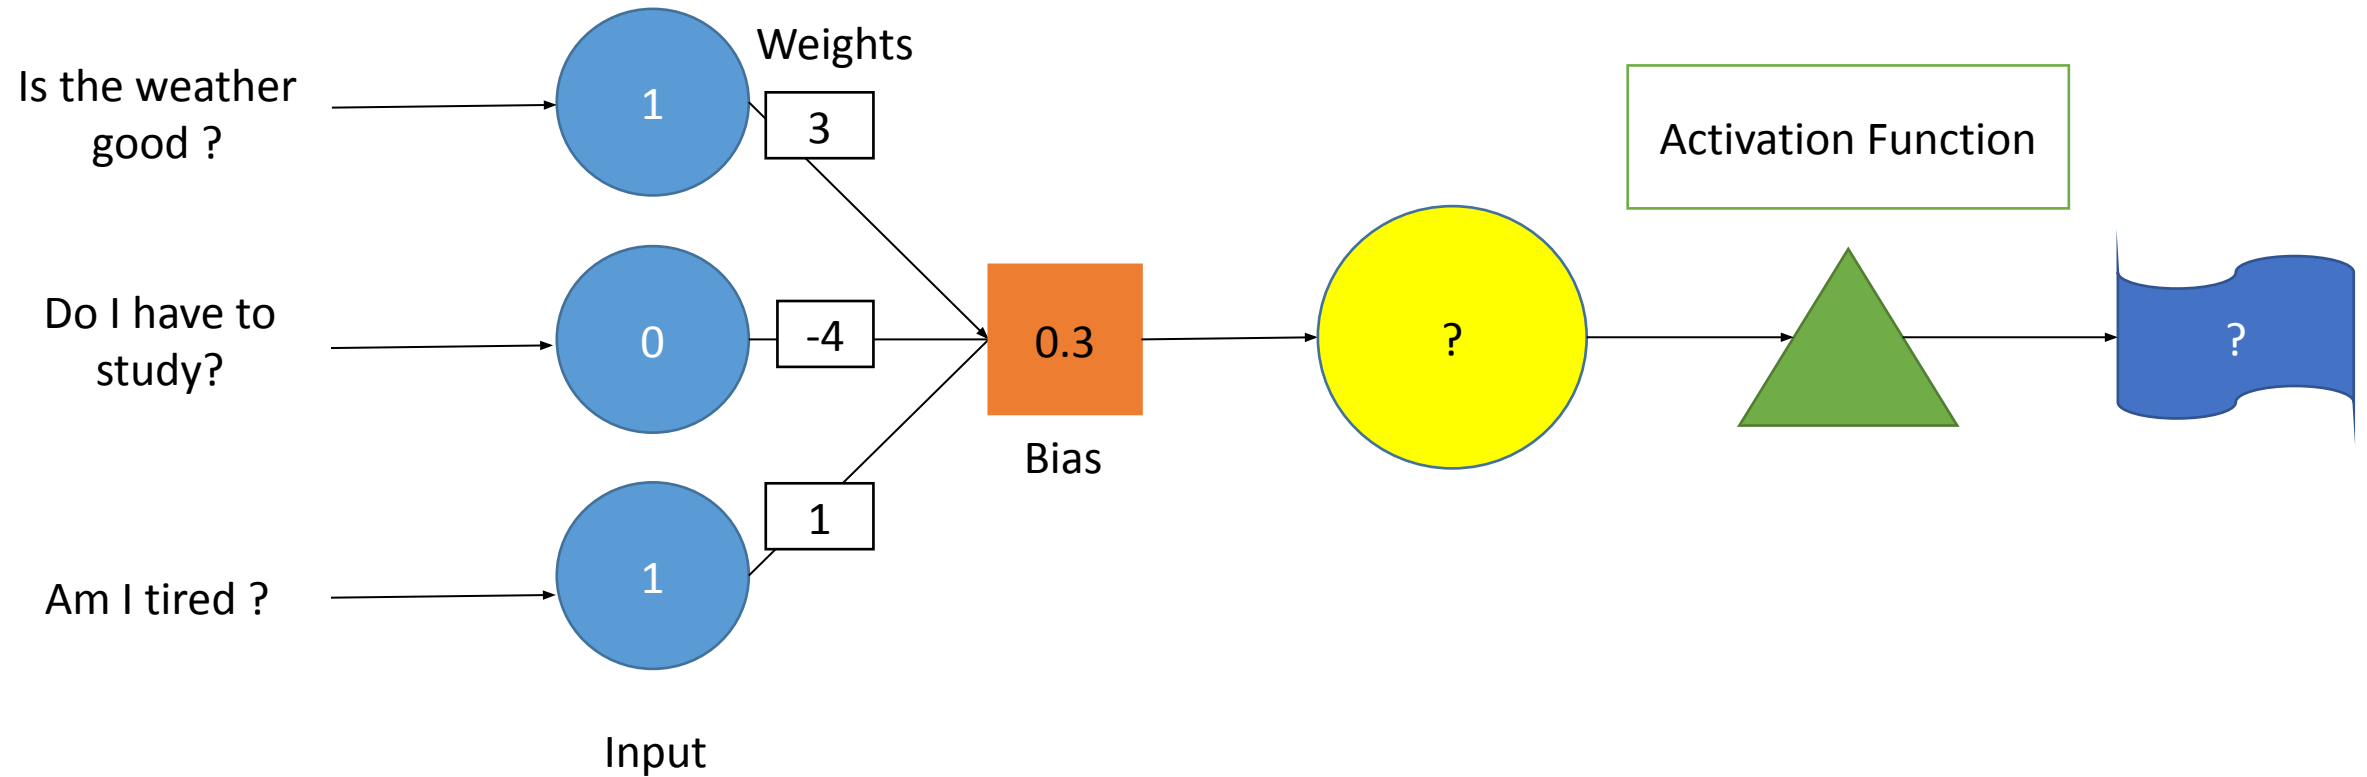 Weights
Is the weather
good ?
1
3
Activation Function
Do I have to
study?
0
-4
0.3
?
?
Bias
Am I tired ?
1
1
Input